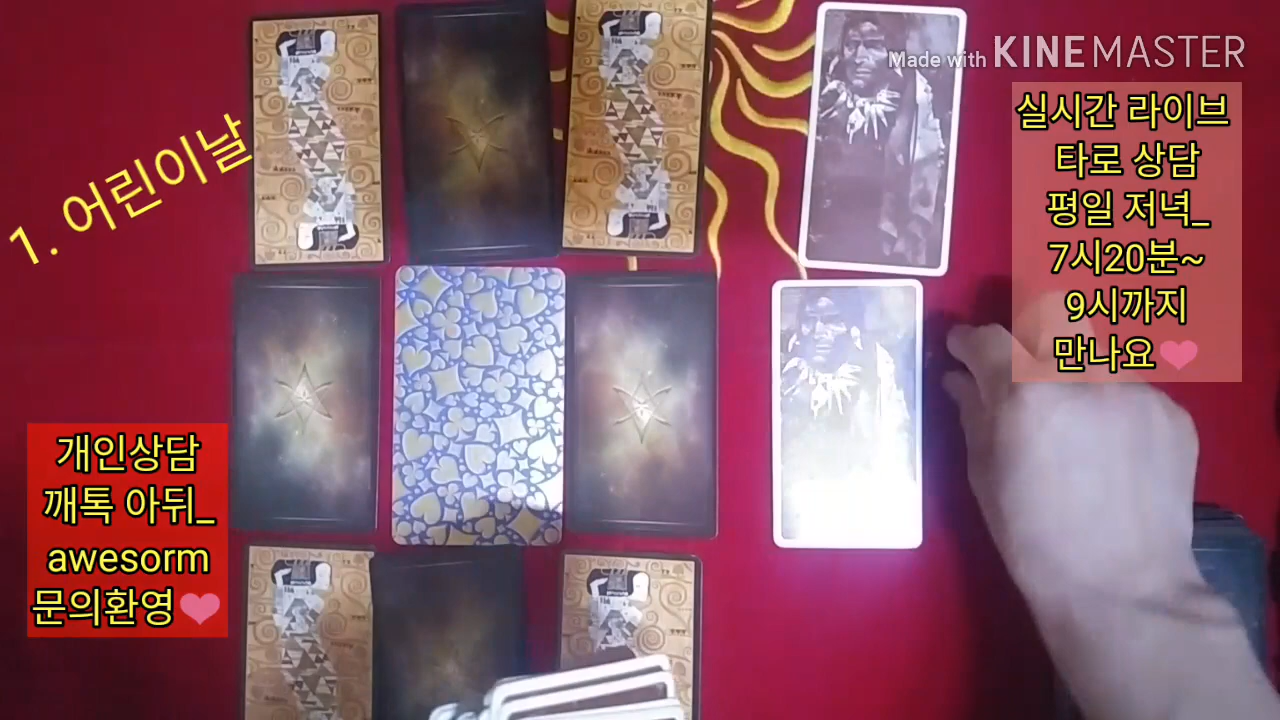 Made with KINEMASTER
1. 어린이날
실시간 라이브
타로 상담
평일 저녁_
7시20분~
9시까지
만나요
개인상담
깨톡 아뒤_
awesorm
문의환영